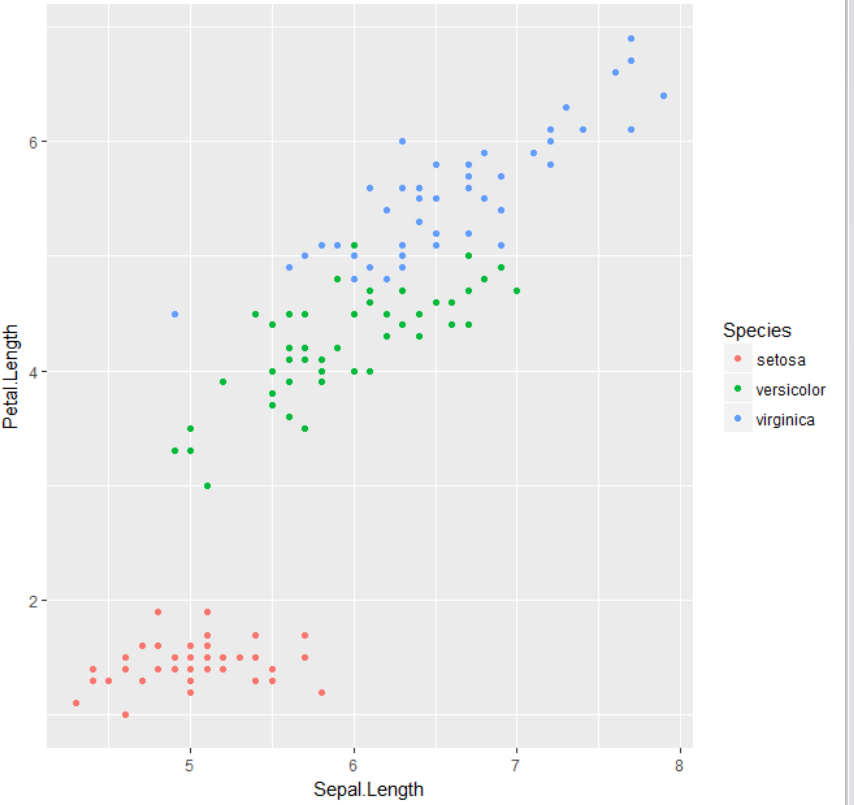 6
4
2
Petal.Length
5 6 7 8
Sepal.Length
Species
setosa
versicolor
virginica